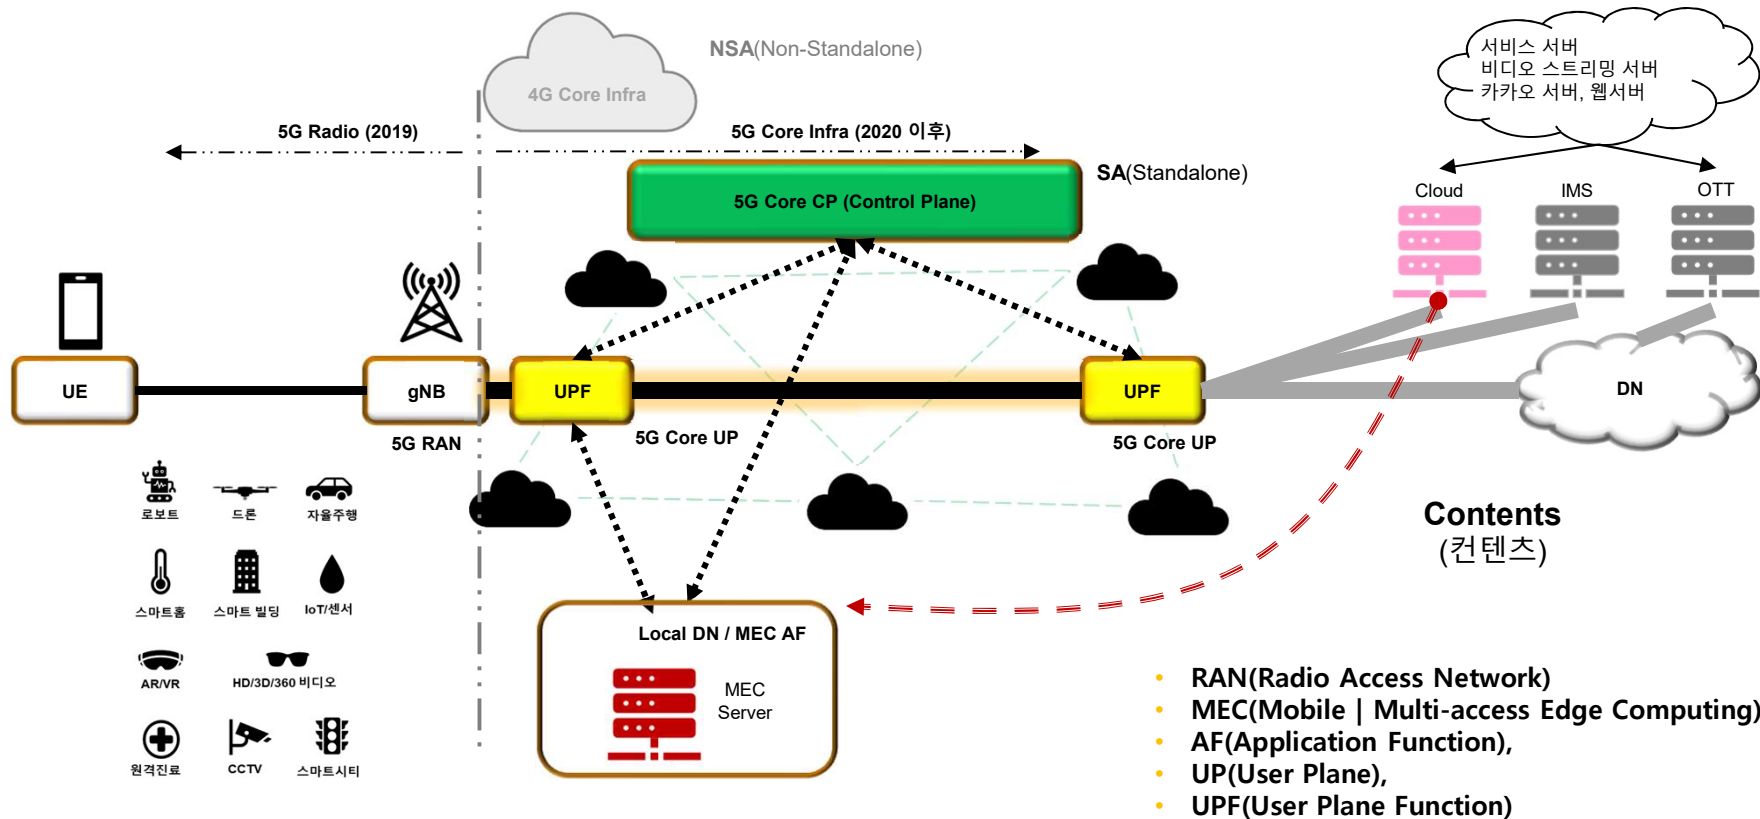 NSA(Non-Standalone)
4G Core Infra
서비스 서버
비디오 스트리밍 서버
카카오 서버, 웹서버
5G Radio (2019)
5G Core Infra (2020 이후)
SA(Standalone)
5G Core CP (Control Plane)
Cloud
IMS
OTT
UE
gNB
UPF
UPF
DN
5G RAN
5G Core UP
5G Core UP
로보트
드론
자율주행
스마트홈
스마트 빌딩
IoT/센서
AR/VR
HD/3D/360 비디오
원격진료
CCTV
스마트시티
Local DN / MEC AF
MEC
Server
Contents
(컨텐츠)
• RAN(Radio Access Network)
• MEC(Mobile | Multi-access Edge Computing)
• AF(Application Function),
• UP(User Plane),
• UPF(User Plane Function)